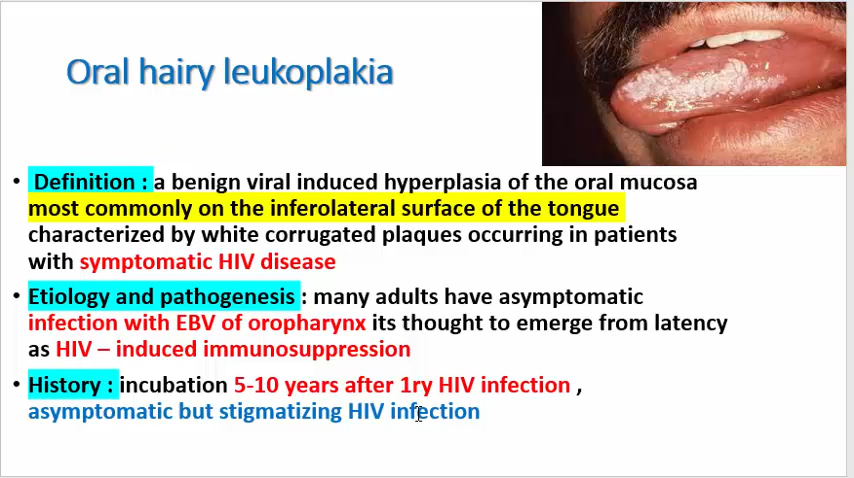 Oral hairy leukoplakia
• Definition : a benign viral induced hyperplasia of the oral mucosa
most commonly on the inferolateral surface of the tongue
characterized by white corrugated plaques occurring in patients
with symptomatic HIV disease
• Etiology and pathogenesis : many adults have asymptomatic
infection with EBV of oropharynx its thought to emerge from latency
as HIV – induced immunosuppression
• History : incubation 5-10 years after 1ry HIV infection ,
asymptomatic but stigmatizing HIV infection